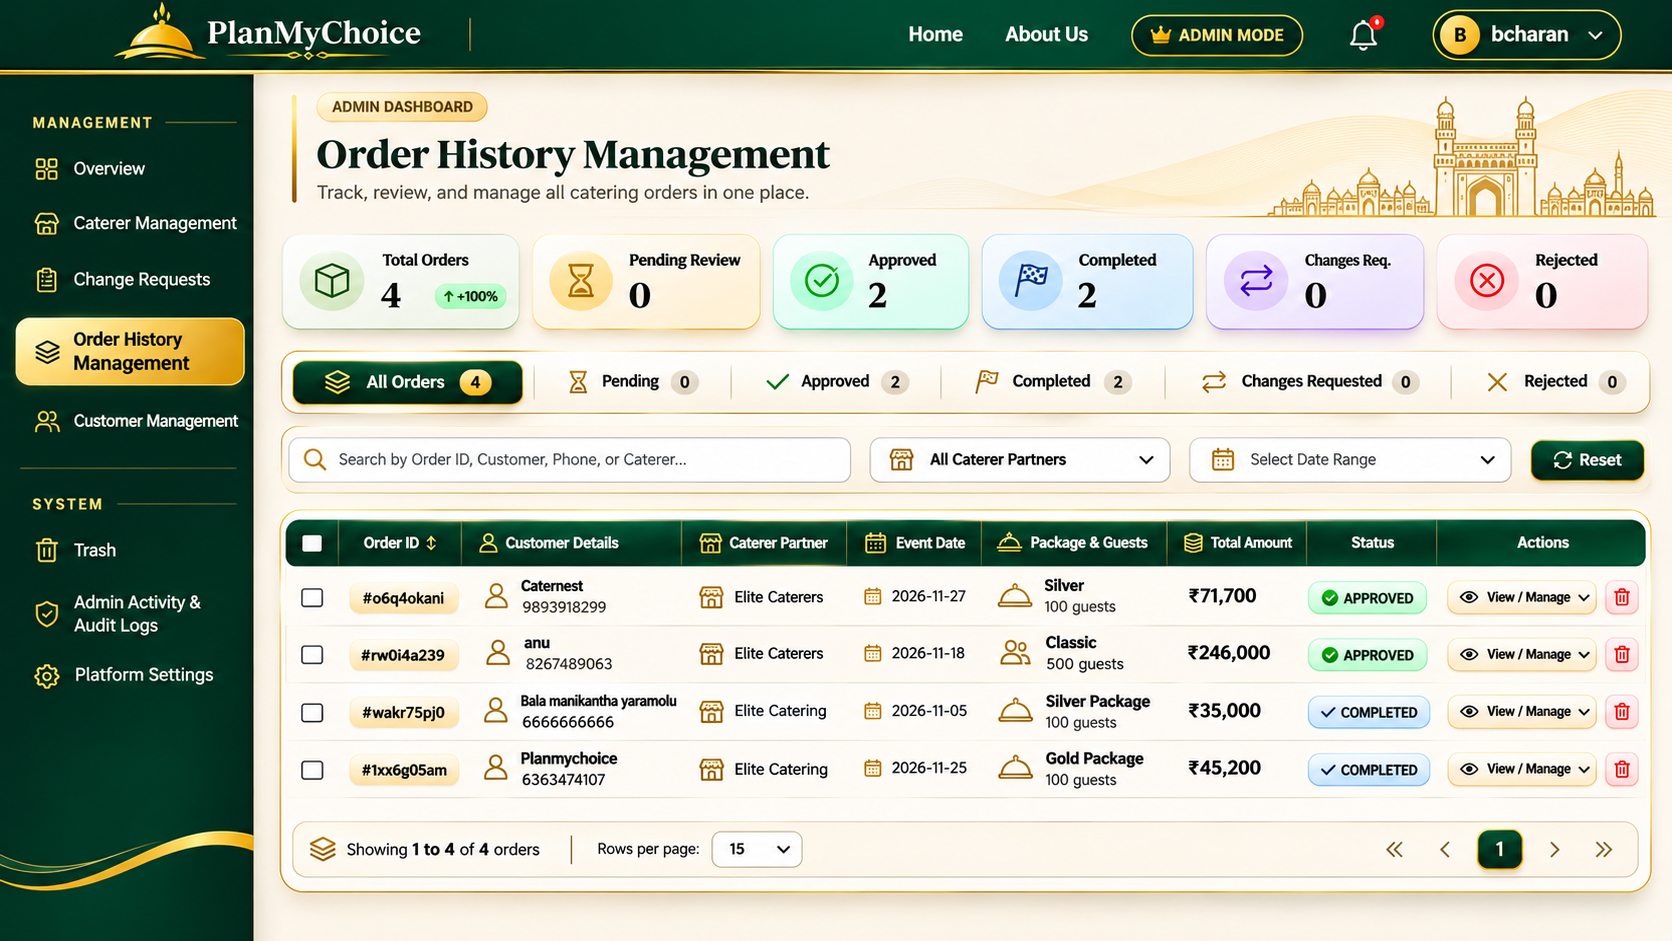 PlanMyChoice
Home
About Us
ADMIN MODE
B
bcharan
MANAGEMENT
Overview
Caterer Management
Change Requests
Order History
Management
Customer Management
SYSTEM
Trash
Admin Activity &
Audit Logs
Platform Settings
ADMIN DASHBOARD
Order History Management
Track, review, and manage all catering orders in one place.
Total Orders
4
↑ +100%
Pending Review
0
Approved
2
Completed
2
Changes Req.
0
Rejected
0
All Orders 4
Pending 0
Approved 2
Completed 2
Changes Requested 0
Rejected 0
Search by Order ID, Customer, Phone, or Caterer...
All Caterer Partners
Select Date Range
Reset
Order ID
Customer Details
Caterer Partner
Event Date
Package & Guests
Total Amount
Status
Actions
#o6q4okani
Caternest
9893918299
Elite Caterers
2026-11-27
Silver
100 guests
₹71,700
APPROVED
View / Manage
#rw0i4a239
anu
8267489063
Elite Caterers
2026-11-18
Classic
500 guests
₹246,000
APPROVED
View / Manage
#wakr75pj0
Bala manikantha yaramolu
6666666666
Elite Catering
2026-11-05
Silver Package
100 guests
₹35,000
COMPLETED
View / Manage
#1xx6g05am
Planmychoice
6363474107
Elite Catering
2026-11-25
Gold Package
100 guests
₹45,200
COMPLETED
View / Manage
Showing 1 to 4 of 4 orders
Rows per page:
15
1